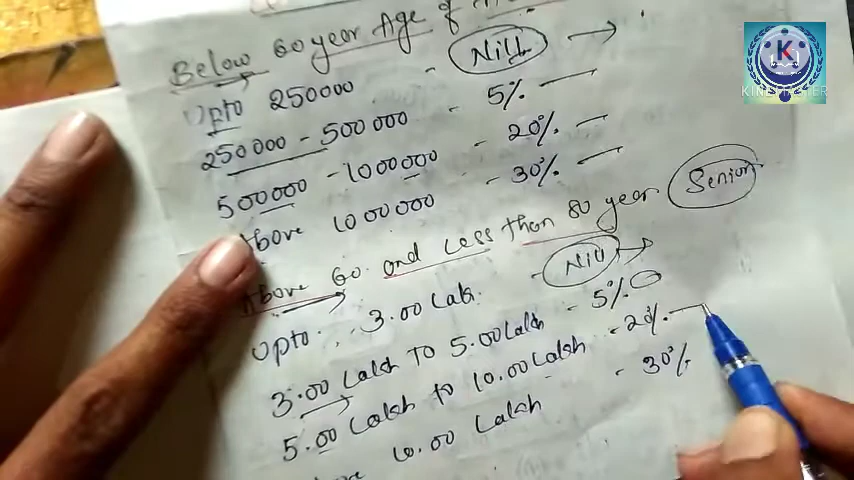 Below 60 year Age of
Upto 250000 - Nill
250000 - 500000 - 5%
500000 - 1000000 - 20%
Above 1000000 - 30%
Above 60 and Less than 80 year Senior
Upto 3.00 Lak - Nill
3.00 Lakh To 5.00 Lakh - 5%
5.00 Lakh to 10.00 Lakh - 20%
10.00 Lakh - 30%
K
KINEMASTER